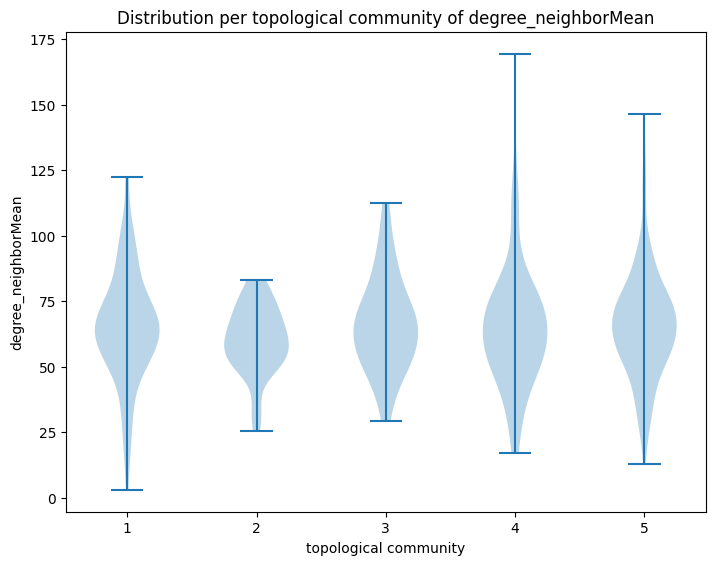 Distribution per topological community of degree_neighborMean
175
150
125
100
75
50
25
0
degree_neighborMean
1 2 3 4 5
topological community